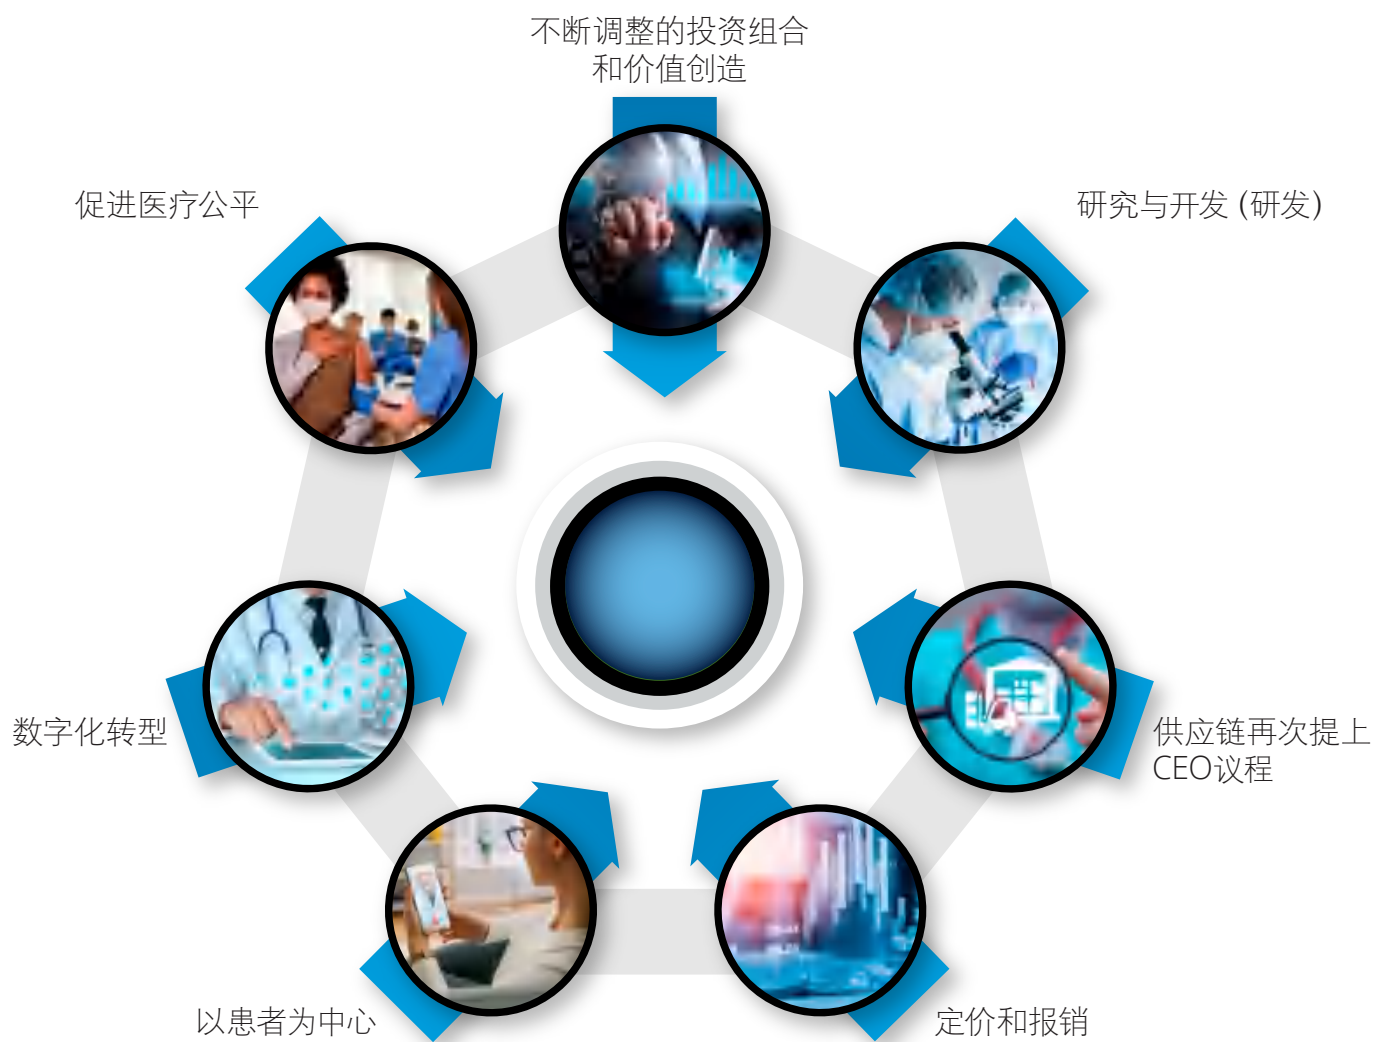 不断调整的投资组合
和价值创造
促进医疗公平
研究与开发 (研发)
数字化转型
供应链再次提上
CEO议程
以患者为中心
定价和报销